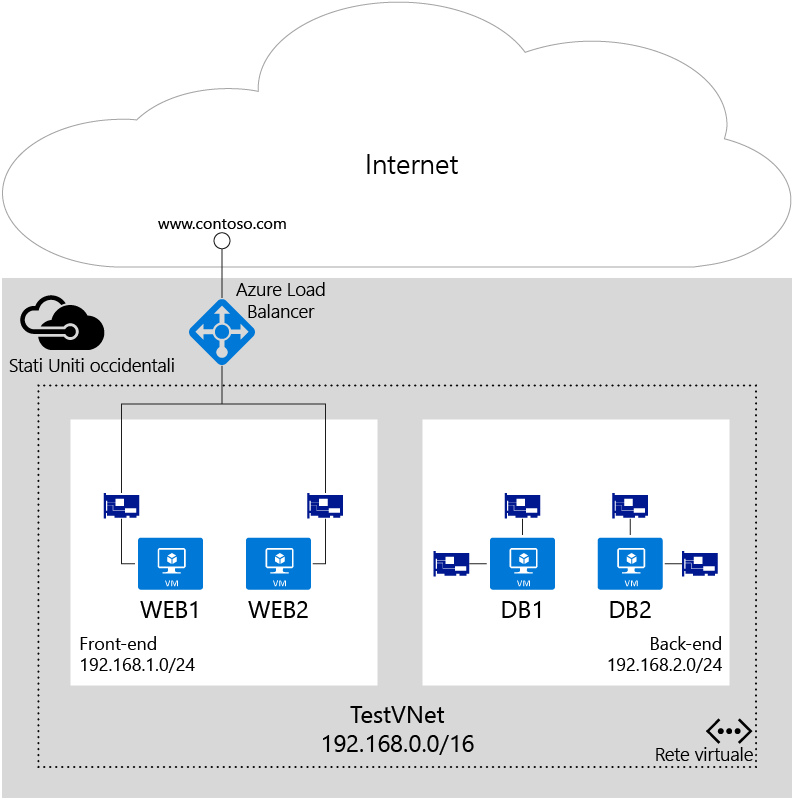 Internet
www.contoso.com
Azure Load
Balancer
Stati Uniti occidentali
VM
VM
VM
VM
WEB1
WEB2
DB1
DB2
Front-end
192.168.1.0/24
Back-end
192.168.2.0/24
TestVNet
192.168.0.0/16
Rete virtuale